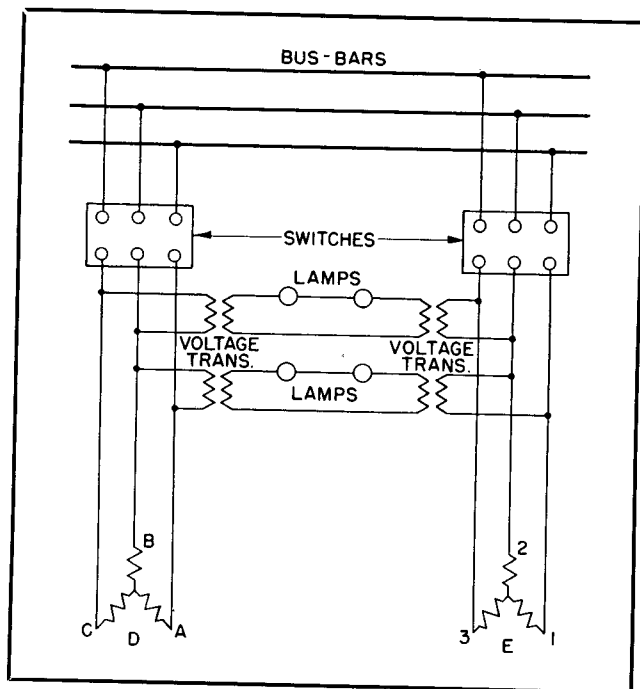 BUS-BARS
SWITCHES
LAMPS
VOLTAGE TRANS.
VOLTAGE TRANS.
LAMPS
B
C
D
A
2
3
E
1